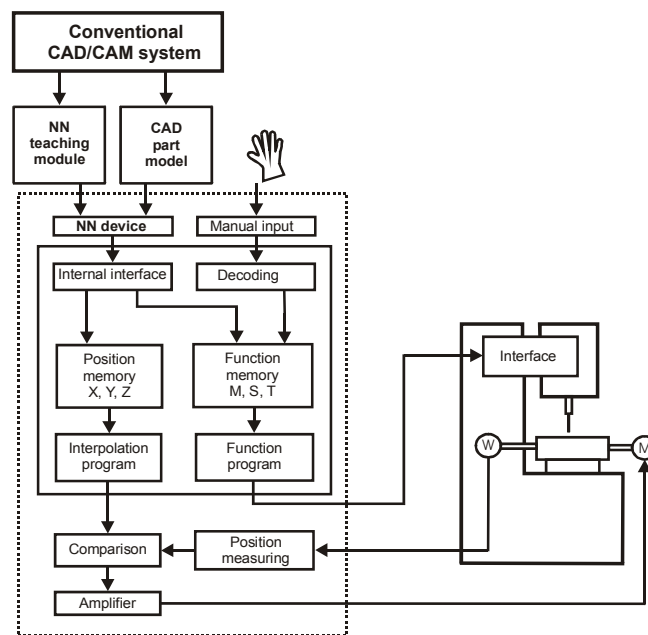 Conventional
CAD/CAM system
NN
teaching
module
CAD
part
model
NN device
Manual input
Internal interface
Decoding
Position
memory
X, Y, Z
Function
memory
M, S, T
Interface
Interpolation
program
Function
program
W
M
Comparison
Position
measuring
Amplifier